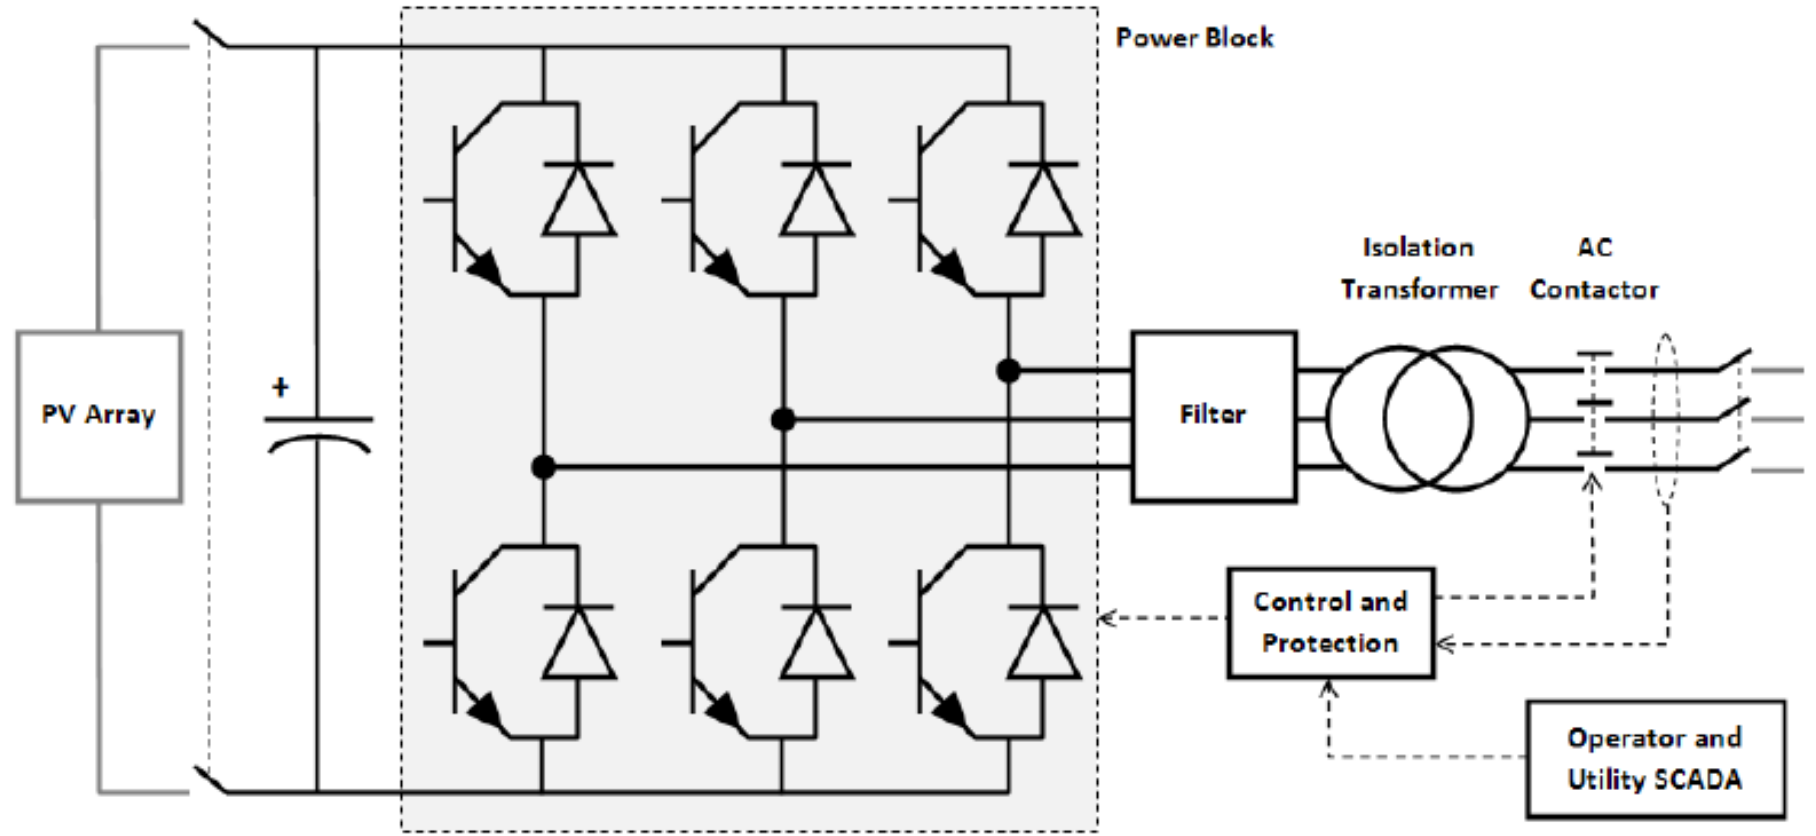 Power Block
Isolation
Transformer
AC
Contactor
PV Array
+
Filter
Control and
Protection
Operator and
Utility SCADA